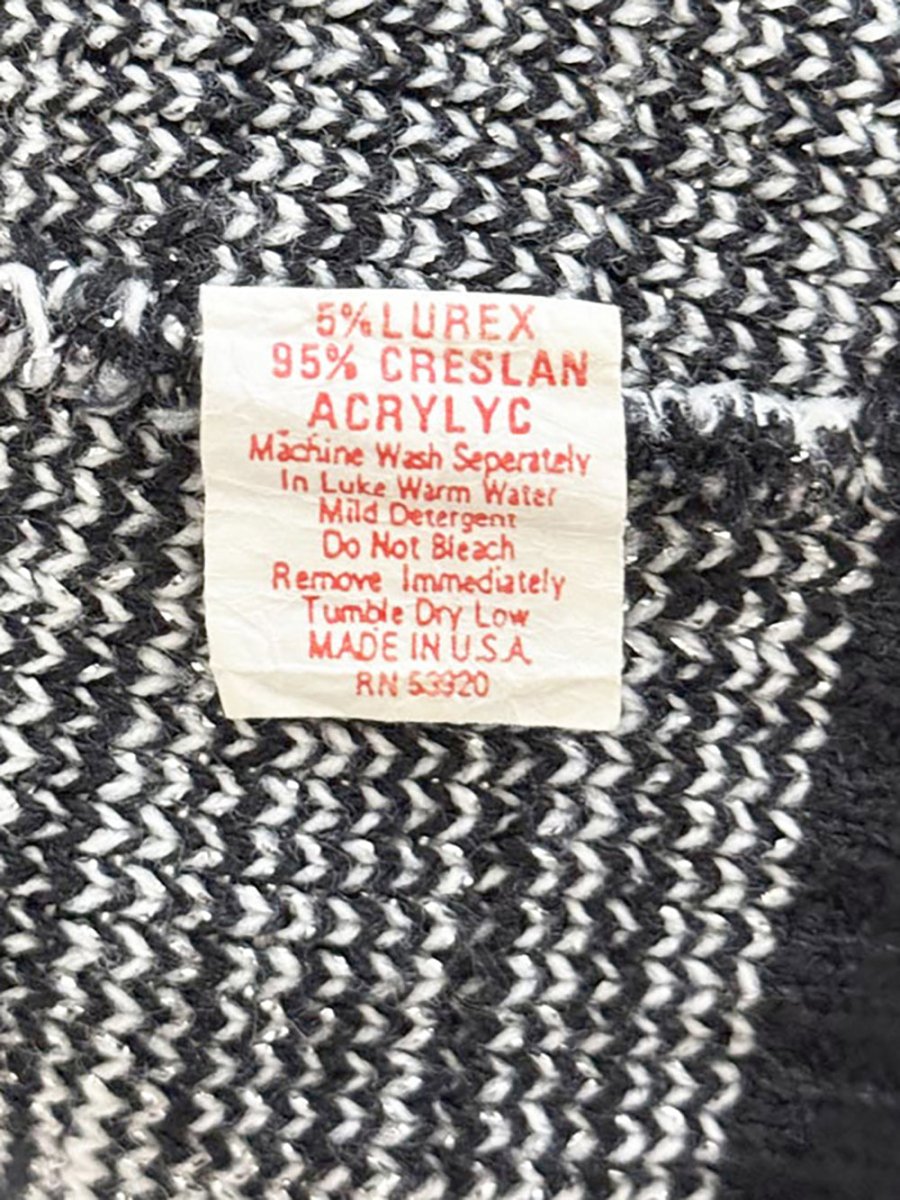 5% LUREX
95% CRESLAN
ACRYLYC
Machine Wash Seperately
In Luke Warm Water
Mild Detergent
Do Not Bleach
Remove Immediately
Tumble Dry Low
MADE IN U.S.A.
RN 53920